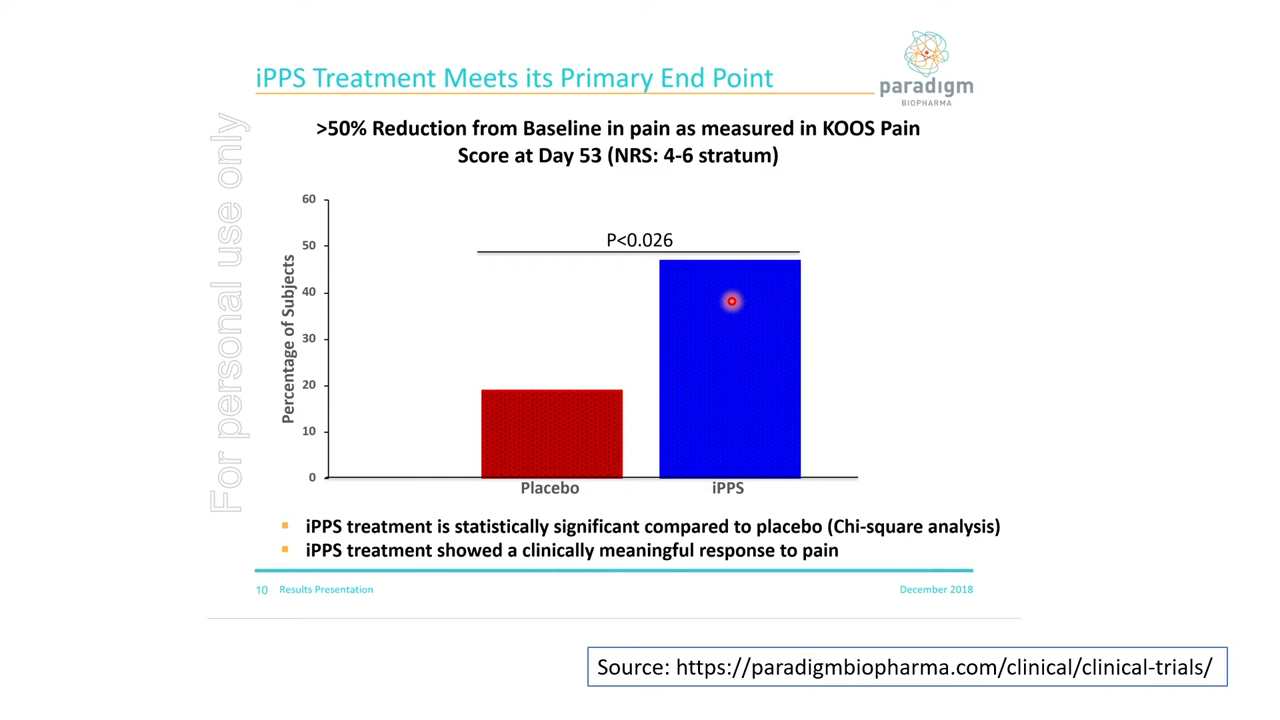 iPPS Treatment Meets its Primary End Point
paradigm
BIOPHARMA
>50% Reduction from Baseline in pain as measured in KOOS Pain
Score at Day 53 (NRS: 4-6 stratum)
For personal use only
Percentage of Subjects
60
50
40
30
20
10
0
P<0.026
Placebo
iPPS
▪ iPPS treatment is statistically significant compared to placebo (Chi-square analysis)
▪ iPPS treatment showed a clinically meaningful response to pain
10 Results Presentation
December 2018
Source: https://paradigmbiopharma.com/clinical/clinical-trials/